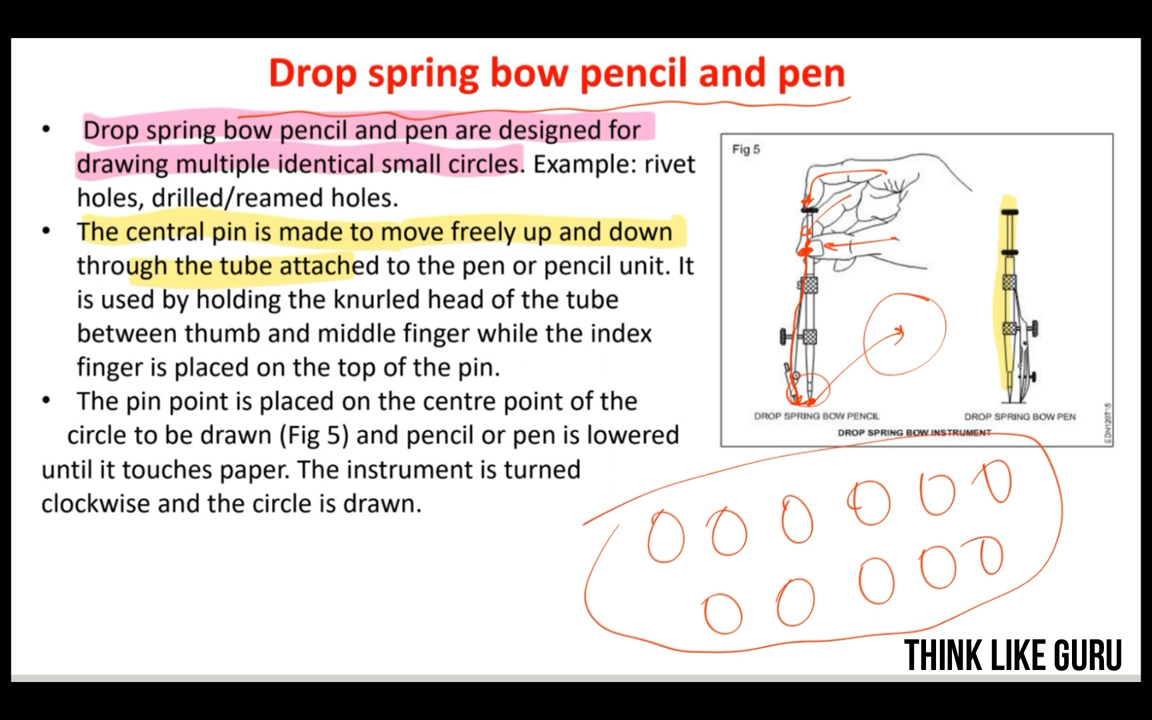 Drop spring bow pencil and pen
• Drop spring bow pencil and pen are designed for
drawing multiple identical small circles. Example: rivet
holes, drilled/reamed holes.
• The central pin is made to move freely up and down
through the tube attached to the pen or pencil unit. It
is used by holding the knurled head of the tube
between thumb and middle finger while the index
finger is placed on the top of the pin.
• The pin point is placed on the centre point of the
circle to be drawn (Fig 5) and pencil or pen is lowered
until it touches paper. The instrument is turned
clockwise and the circle is drawn.
Fig 5
DROP SPRING BOW PENCIL
DROP SPRING BOW PEN
DROP SPRING BOW INSTRUMENT
THINK LIKE GURU